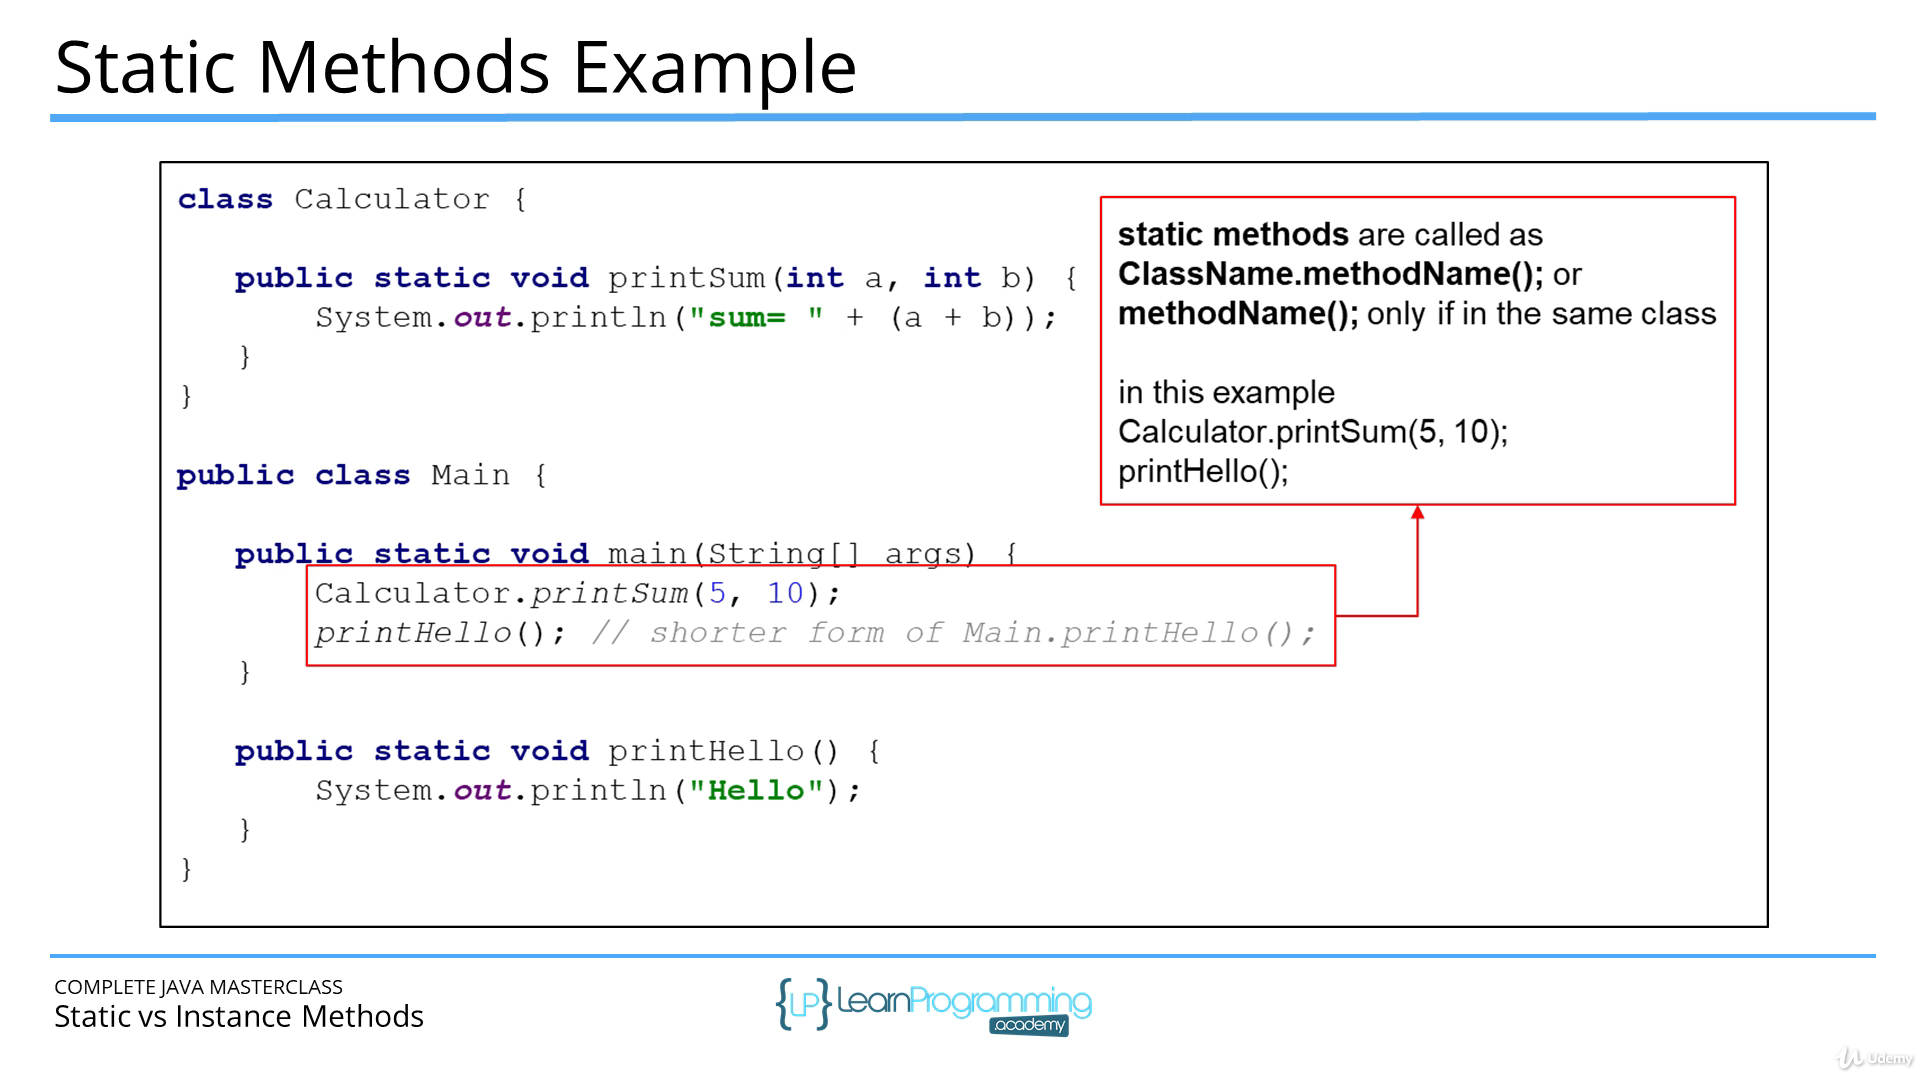 Static Methods Example
class Calculator {
public static void printSum(int a, int b) {
System.out.println("sum= " + (a + b));
}
}
public class Main {
public static void main(String[] args) {
Calculator.printSum(5, 10);
printHello(); // shorter form of Main.printHello();
}
public static void printHello() {
System.out.println("Hello");
}
}
static methods are called as
ClassName.methodName(); or
methodName(); only if in the same class
in this example
Calculator.printSum(5, 10);
printHello();
COMPLETE JAVA MASTERCLASS
Static vs Instance Methods
{LP} LearnProgramming
.academy
Udemy